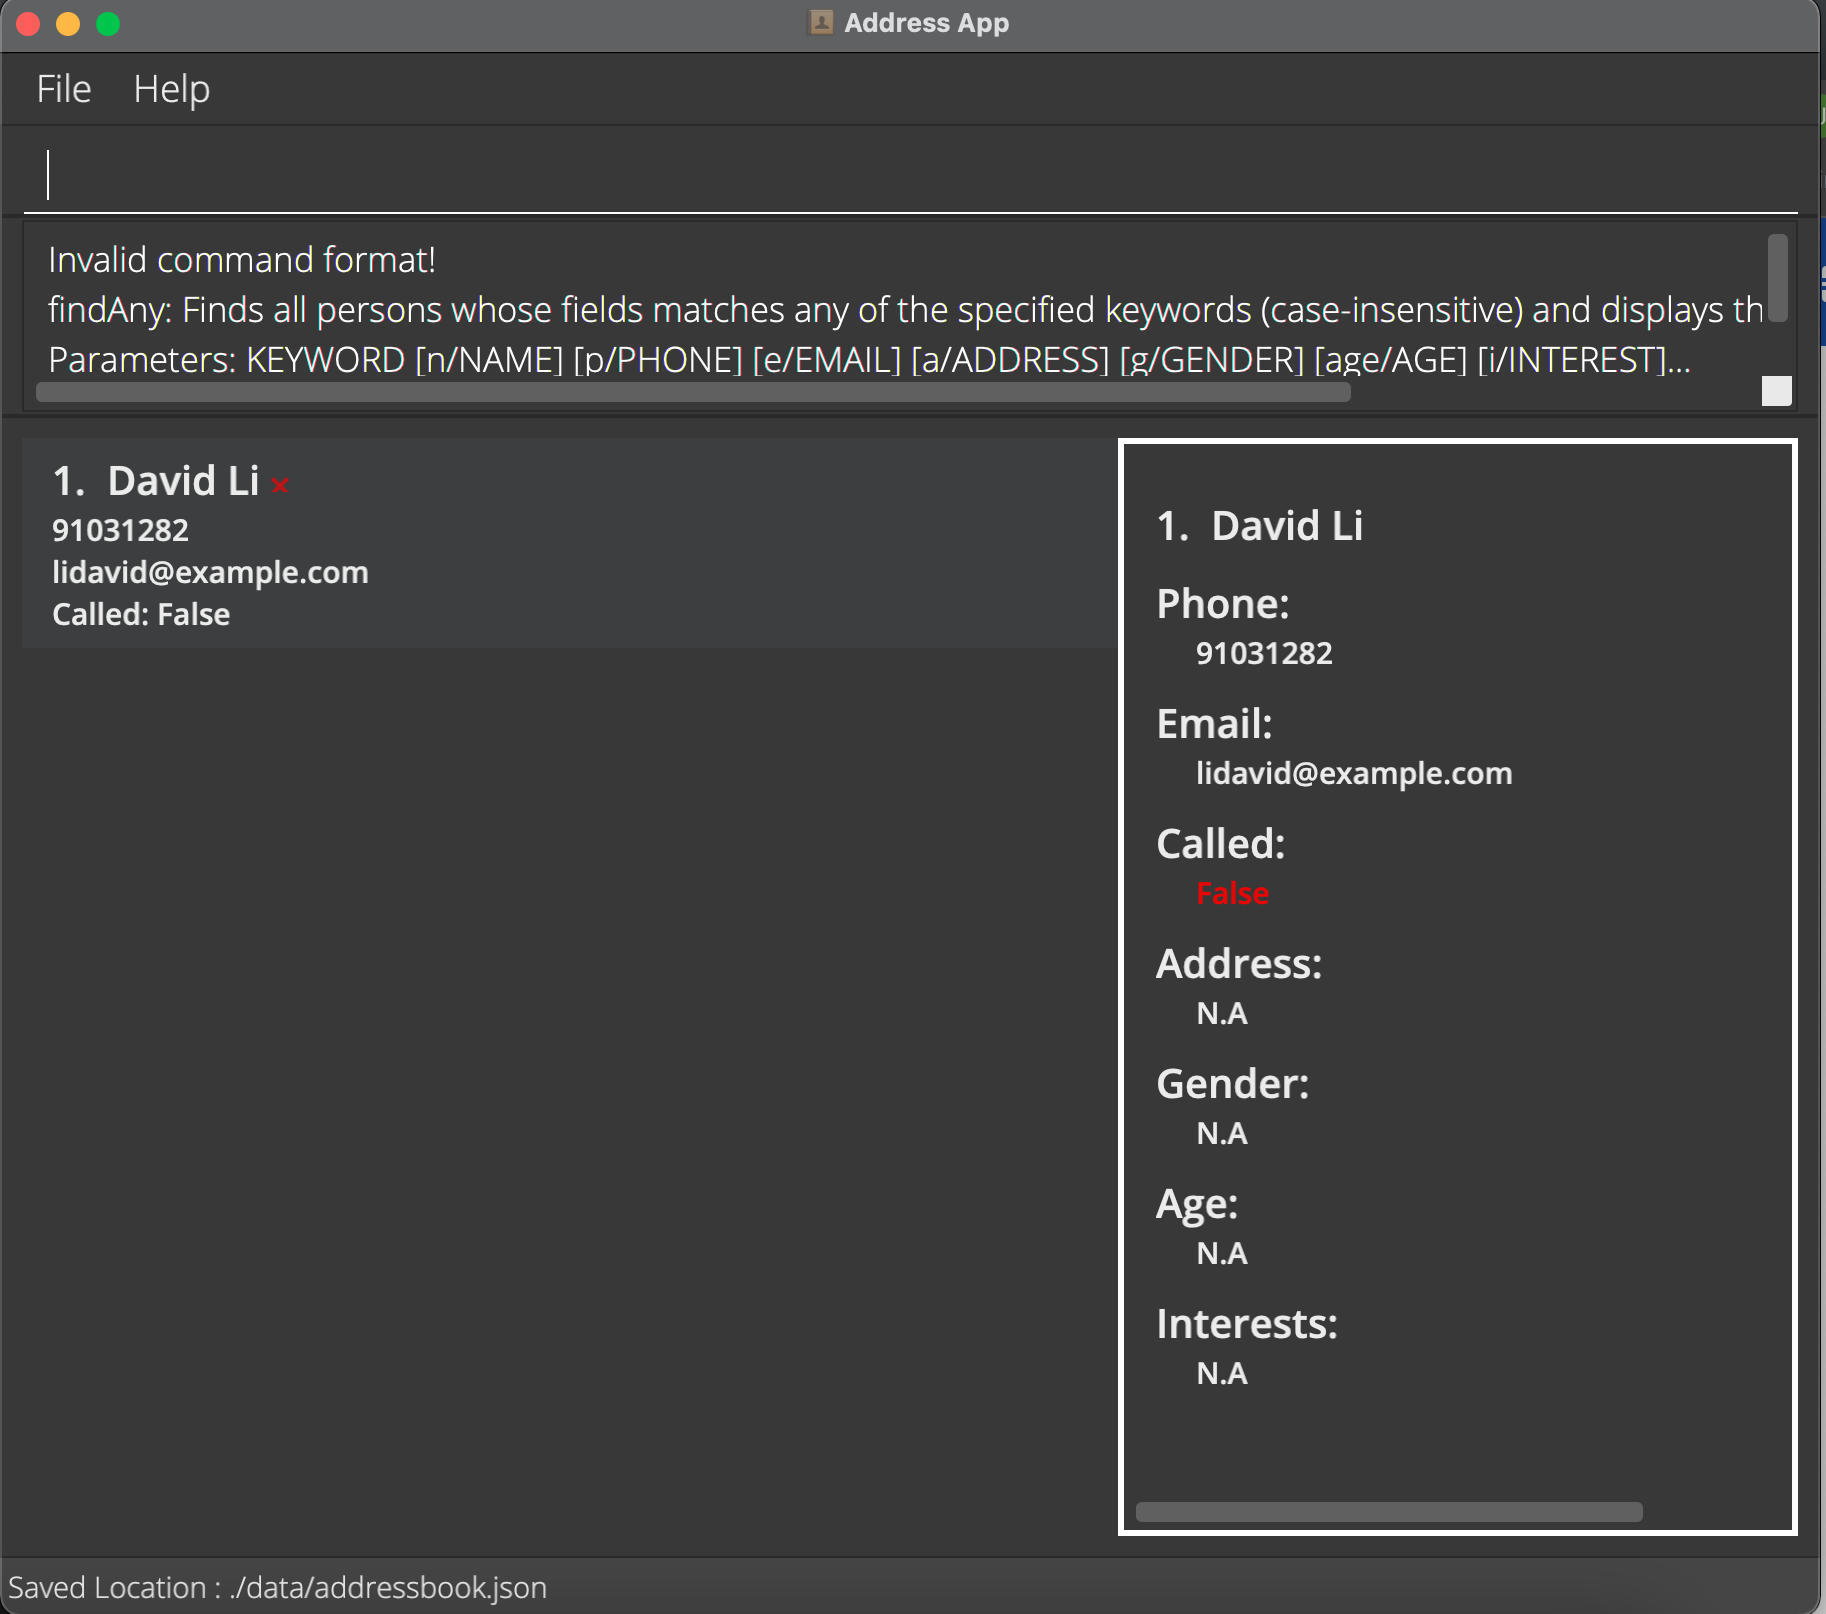 Address App
File Help
Invalid command format!
findAny: Finds all persons whose fields matches any of the specified keywords (case-insensitive) and displays th
Parameters: KEYWORD [n/NAME] [p/PHONE] [e/EMAIL] [a/ADDRESS] [g/GENDER] [age/AGE] [i/INTEREST]...
1. David Li ×
91031282
lidavid@example.com
Called: False
1. David Li
Phone:
91031282
Email:
lidavid@example.com
Called:
False
Address:
N.A
Gender:
N.A
Age:
N.A
Interests:
N.A
Saved Location : ./data/addressbook.json